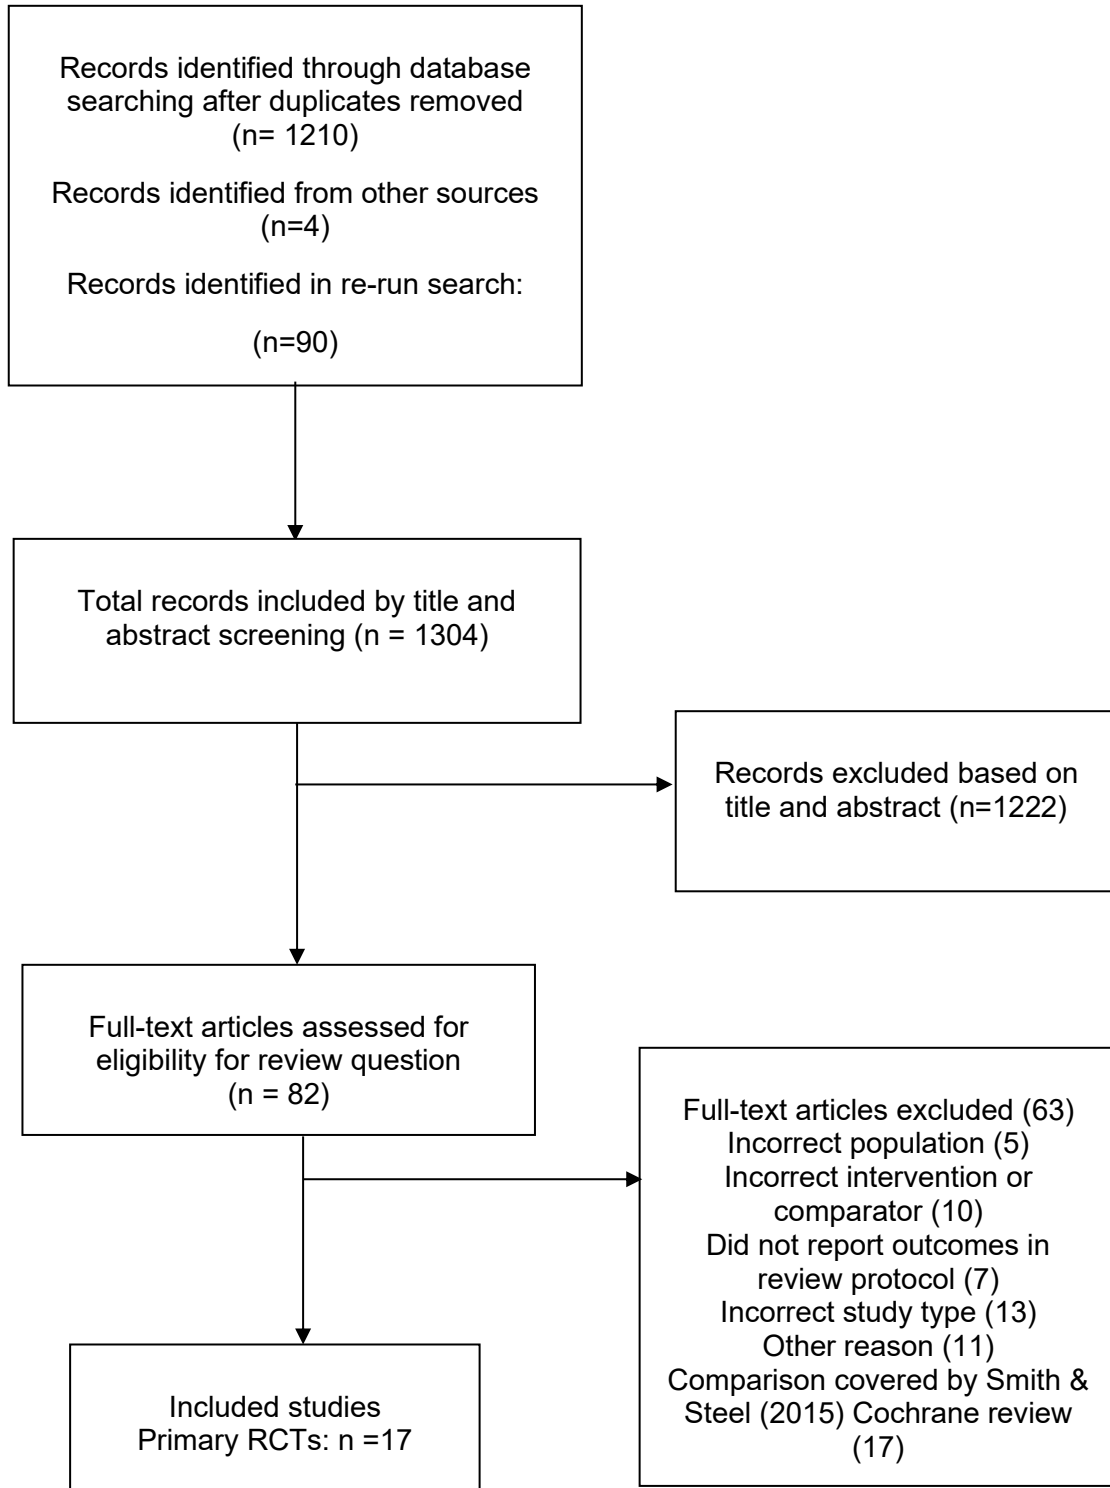 Records identified through database
searching after duplicates removed
(n= 1210)
Records identified from other sources
(n=4)
Records identified in re-run search:
(n=90)
Total records included by title and
abstract screening (n = 1304)
Records excluded based on
title and abstract (n=1222)
Full-text articles assessed for
eligibility for review question
(n = 82)
Full-text articles excluded (63)
Incorrect population (5)
Incorrect intervention or
comparator (10)
Did not report outcomes in
review protocol (7)
Incorrect study type (13)
Other reason (11)
Comparison covered by Smith &
Steel (2015) Cochrane review
(17)
Included studies
Primary RCTs: n =17